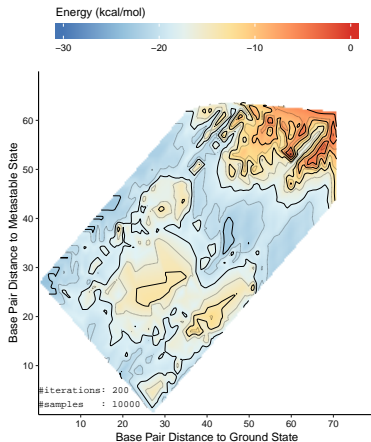 Energy (kcal/mol)
−30 −20 −10 0
Base Pair Distance to Metastable State
60
50
40
30
20
10
#iterations: 200
#samples : 10000
10 20 30 40 50 60 70
Base Pair Distance to Ground State